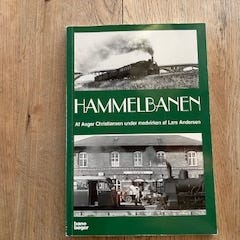 HAMMELBANEN
Af Asger Christiansen under medvirken af Lars Andersen
bane
bøger